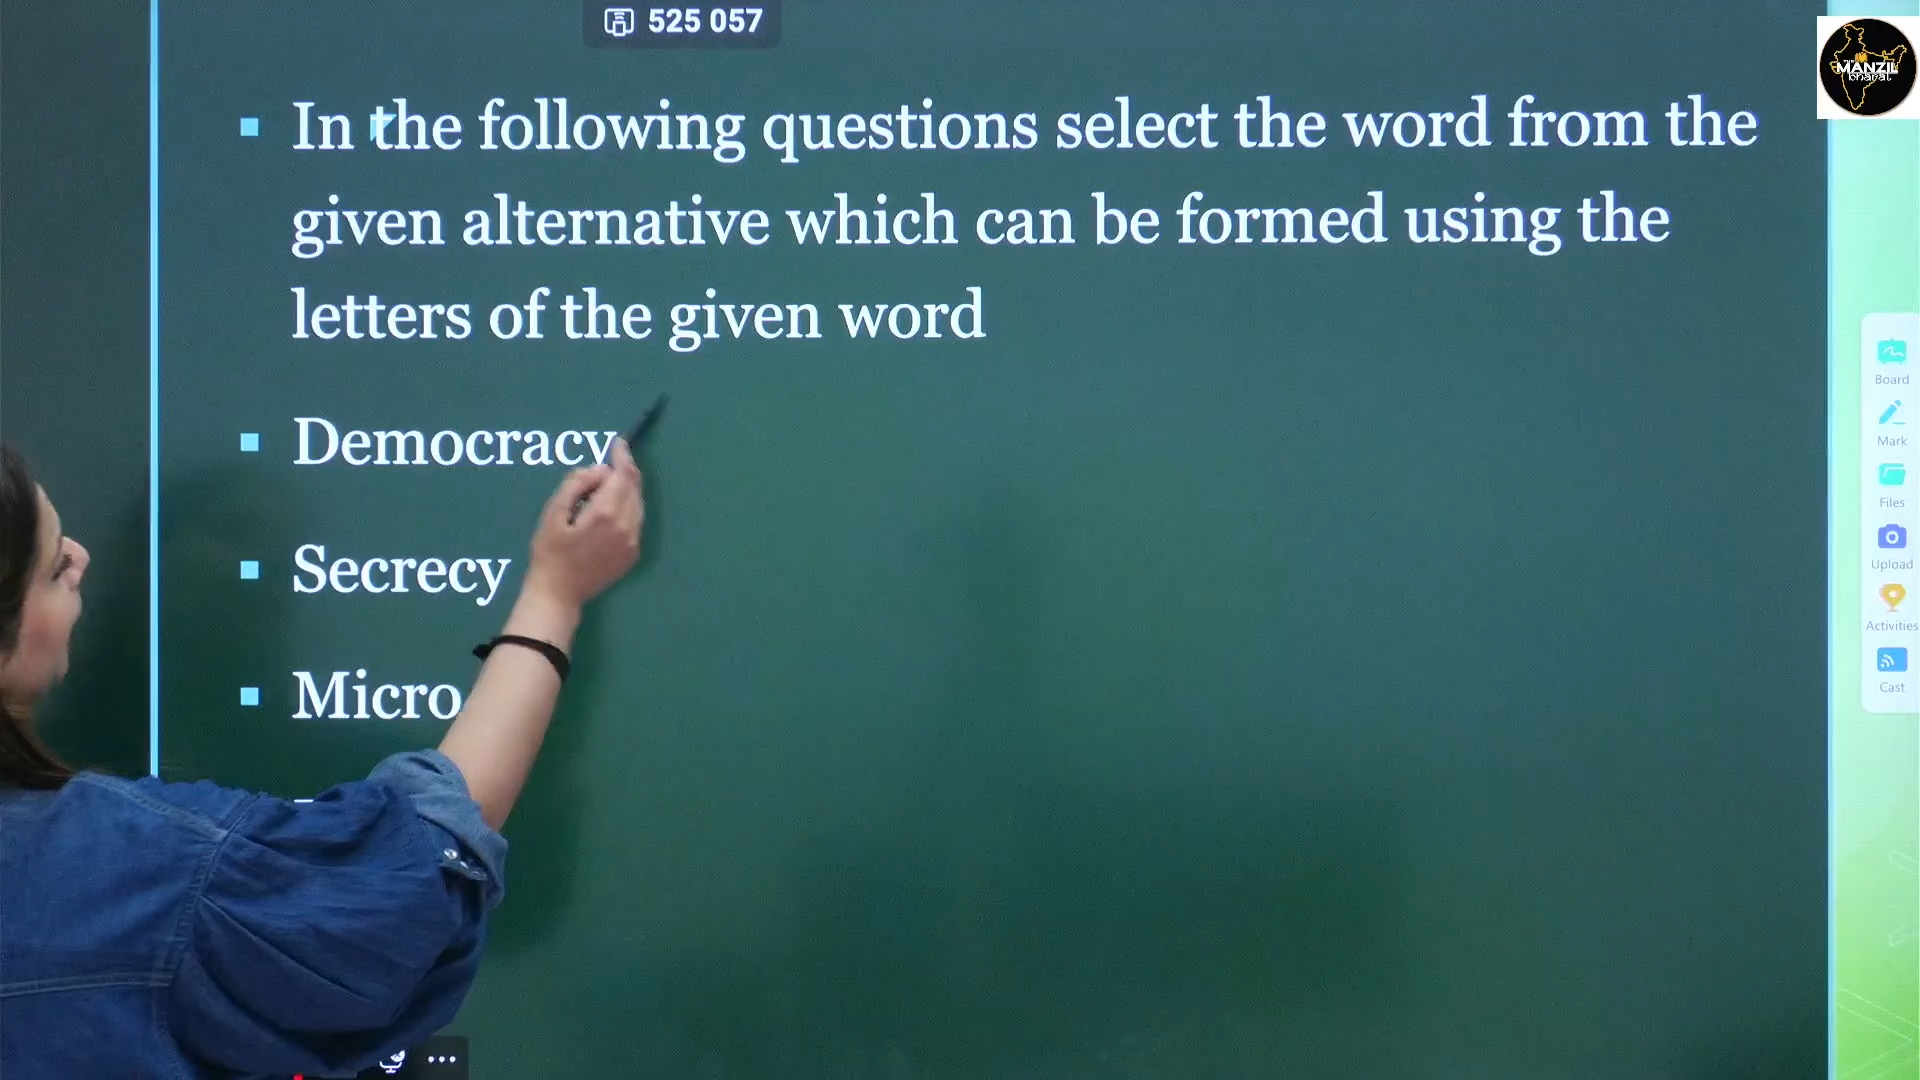 525 057
MANZIL
bharat
In the following questions select the word from the
given alternative which can be formed using the
letters of the given word
Democracy
Secrecy
Micro
Board
Mark
Files
Upload
Activities
Cast